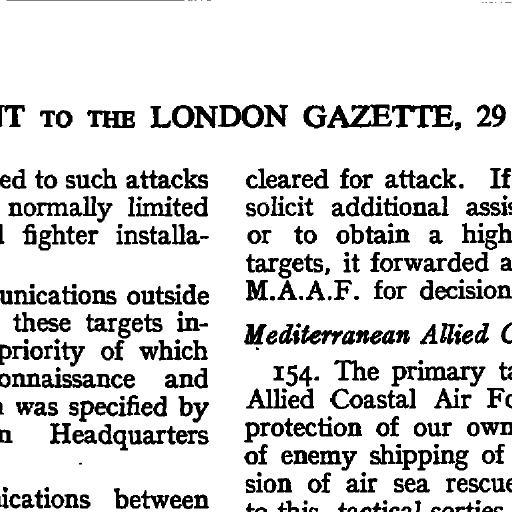 TO THE LONDON GAZETTE, 29
ed to such attacks
normally limited
fighter installa-
unications outside
these targets in-
priority of which
onnaissance and
was specified by
Headquarters
ications between
cleared for attack. If
solicit additional assis
or to obtain a high
targets, it forwarded a
M.A.A.F. for decision
Mediterranean Allied C
154. The primary ta
Allied Coastal Air Fo
protection of our own
of enemy shipping of
sion of air sea rescue
to this, tactical sorties